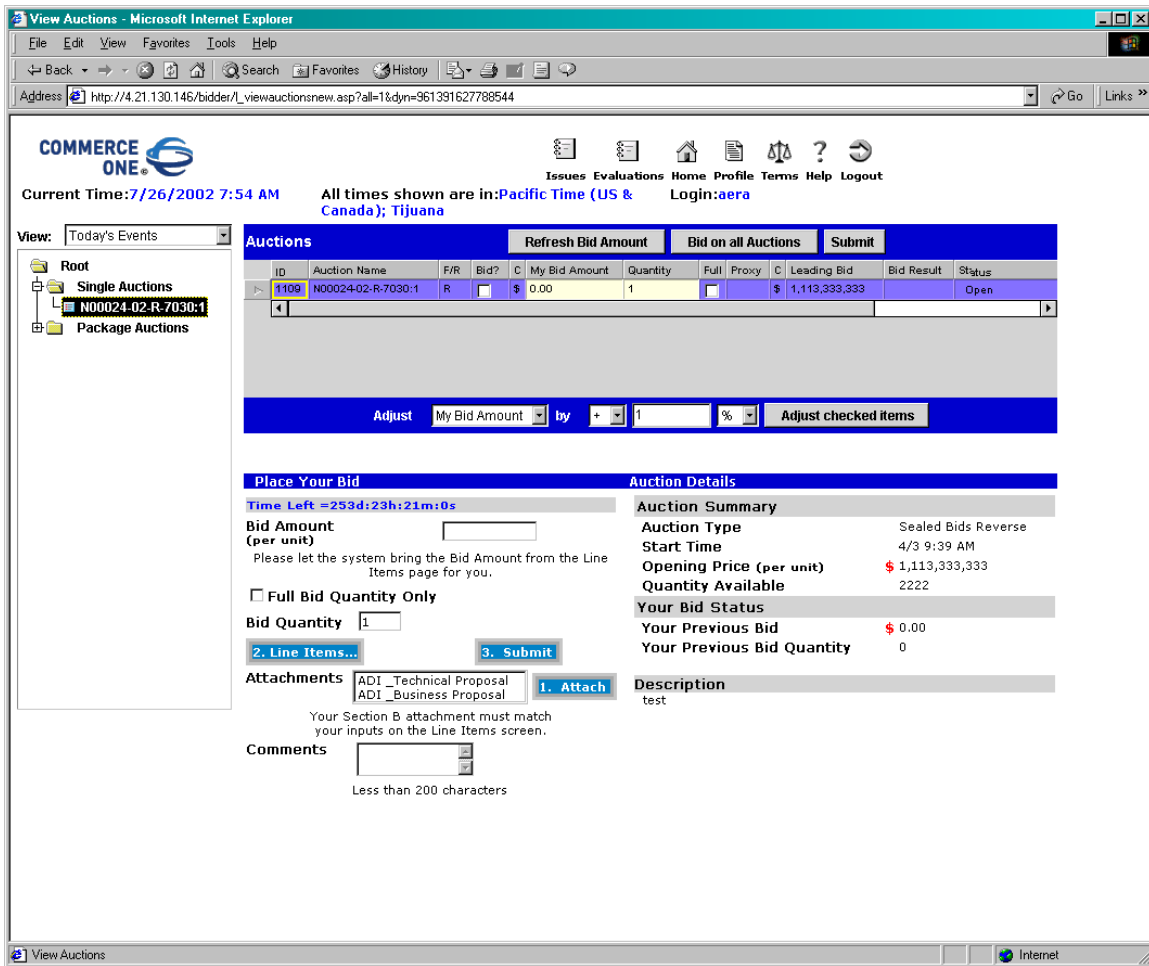 View Auctions - Microsoft Internet Explorer
File Edit View Favorites Tools Help
Back Search Favorites History
Address http://4.21.130.146/bidder/l_viewauctionsnew.asp?all=1&dyn=961391627788544 Go Links »
COMMERCE
ONE
Issues Evaluations Home Profile Terms Help Logout
Current Time:7/26/2002 7:54 AM All times shown are in:Pacific Time (US & Login:aera
Canada); Tijuana
View: Today's Events
Root
Single Auctions
N00024-02-R-7030:1
Package Auctions
Auctions Refresh Bid Amount Bid on all Auctions Submit
ID Auction Name F/R Bid? C My Bid Amount Quantity Full Proxy C Leading Bid Bid Result Status
1109 N00024-02-R-7030:1 R $ 0.00 1 $ 1,113,333,333 Open
Adjust My Bid Amount by + 1 % Adjust checked items
Place Your Bid
Time Left =253d:23h:21m:0s
Bid Amount
(per unit)
Please let the system bring the Bid Amount from the Line
Items page for you.
Full Bid Quantity Only
Bid Quantity 1
2. Line Items... 3. Submit
Attachments ADI _Technical Proposal
ADI _Business Proposal
1. Attach
Your Section B attachment must match
your inputs on the Line Items screen.
Comments
Less than 200 characters
Auction Details
Auction Summary
Auction Type Sealed Bids Reverse
Start Time 4/3 9:39 AM
Opening Price (per unit) $ 1,113,333,333
Quantity Available 2222
Your Bid Status
Your Previous Bid $ 0.00
Your Previous Bid Quantity 0
Description
test
View Auctions Internet